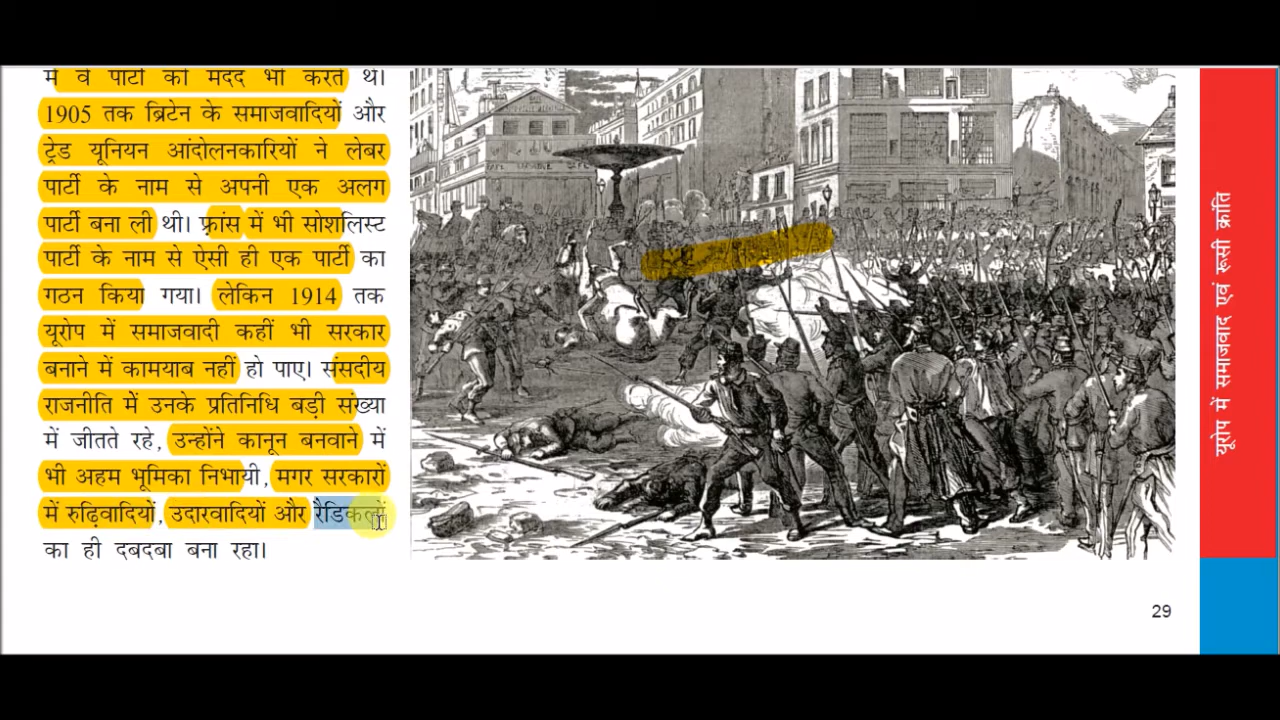 में वे पार्टी की मदद भी करते थे।
1905 तक ब्रिटेन के समाजवादियों और
ट्रेड यूनियन आंदोलनकारियों ने लेबर
पार्टी के नाम से अपनी एक अलग
पार्टी बना ली थी। फ़्रांस में भी सोशलिस्ट
पार्टी के नाम से ऐसी ही एक पार्टी का
गठन किया गया। लेकिन 1914 तक
यूरोप में समाजवादी कहीं भी सरकार
बनाने में कामयाब नहीं हो पाए। संसदीय
राजनीति में उनके प्रतिनिधि बड़ी संख्या
में जीतते रहे, उन्होंने कानून बनवाने में
भी अहम भूमिका निभायी, मगर सरकारों
में रुढ़िवादियों, उदारवादियों और रैडिकलों
का ही दबदबा बना रहा।
यूरोप में समाजवाद एवं रूसी क्रांति
29